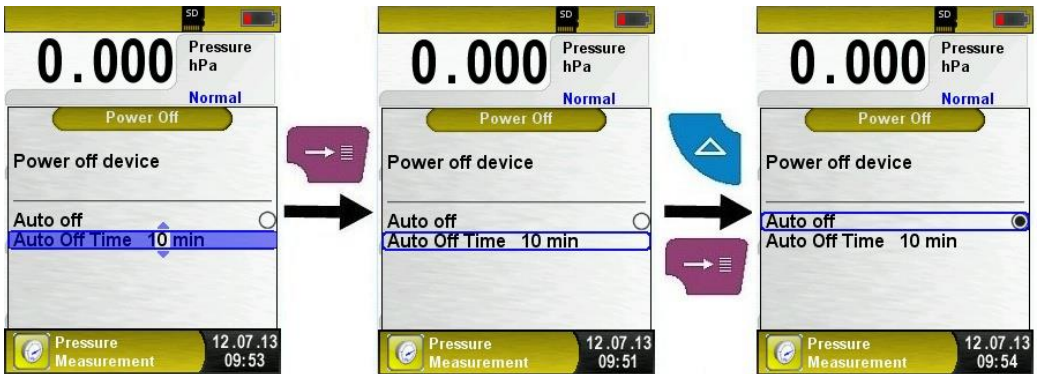 SD
0.000
Pressure
hPa
Normal
Power Off
Power off device
Auto off
Auto Off Time 10 min
Pressure
Measurement
12.07.13
09:53
SD
0.000
Pressure
hPa
Normal
Power Off
Power off device
Auto off
Auto Off Time 10 min
Pressure
Measurement
12.07.13
09:51
SD
0.000
Pressure
hPa
Normal
Power Off
Power off device
Auto off
Auto Off Time 10 min
Pressure
Measurement
12.07.13
09:54